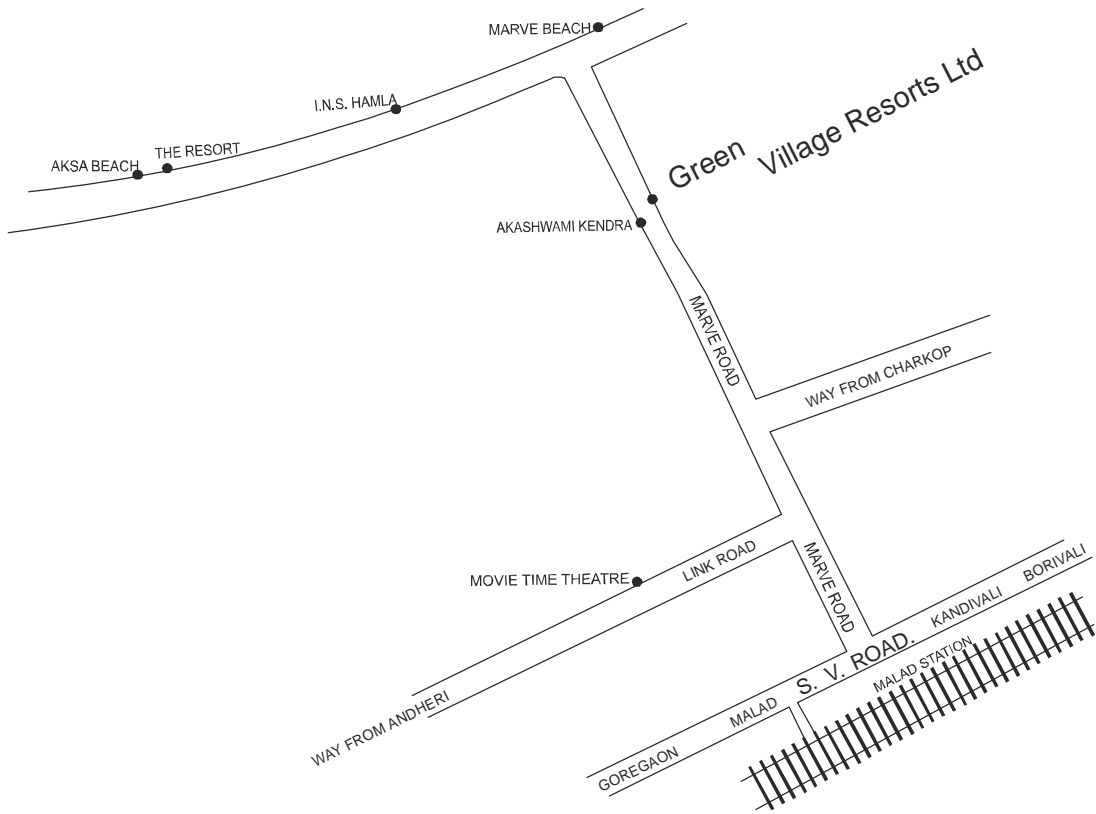 MARVE BEACH
I.N.S. HAMLA
THE RESORT
AKSA BEACH
Green Village Resorts Ltd
AKASHWAMI KENDRA
MARVE ROAD
WAY FROM CHARKOP
LINK ROAD
MOVIE TIME THEATRE
MARVE ROAD
WAY FROM ANDHERI
GOREGAON MALAD S. V. ROAD. KANDIVALI BORIVALI
MALAD STATION